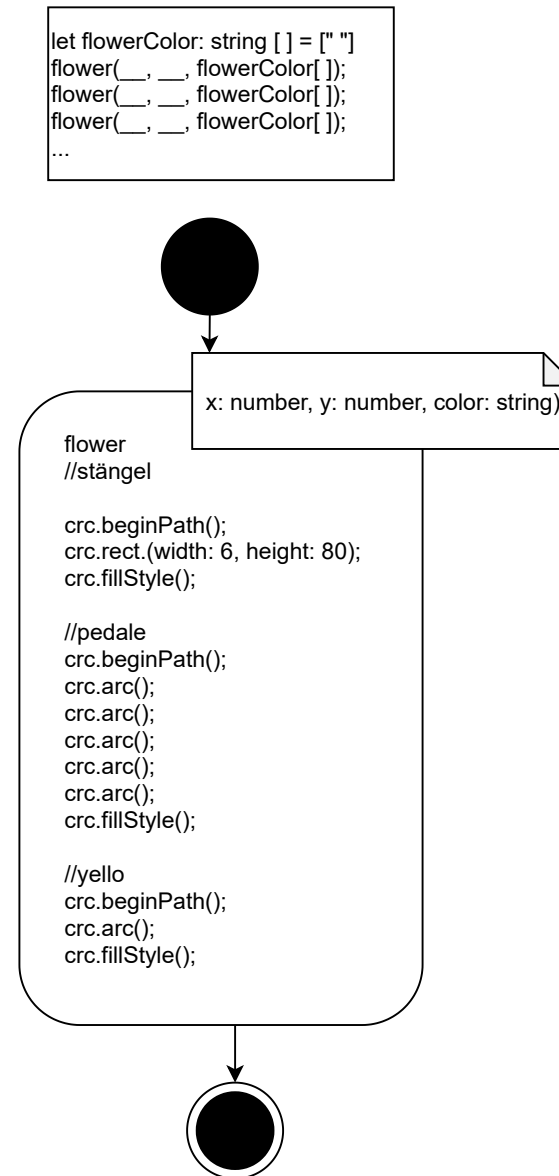 let flowerColor: string [ ] = [" "]
flower(__, __, flowerColor[ ]);
flower(__, __, flowerColor[ ]);
flower(__, __, flowerColor[ ]);
...
x: number, y: number, color: string)
flower
//stängel
crc.beginPath();
crc.rect.(width: 6, height: 80);
crc.fillStyle();
//pedale
crc.beginPath();
crc.arc();
crc.arc();
crc.arc();
crc.arc();
crc.arc();
crc.fillStyle();
//yello
crc.beginPath();
crc.arc();
crc.fillStyle();